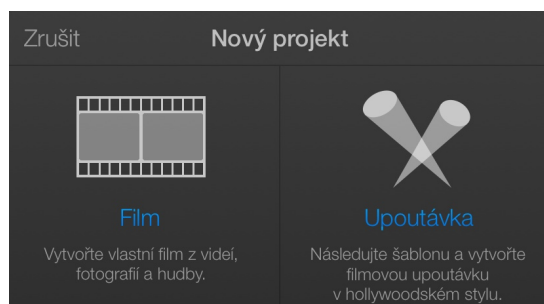 Zrušit
Nový projekt
Film
Vytvořte vlastní film z videí,
fotografií a hudby.
Upoutávka
Následujte šablonu a vytvořte
filmovou upoutávku
v hollywoodském stylu.